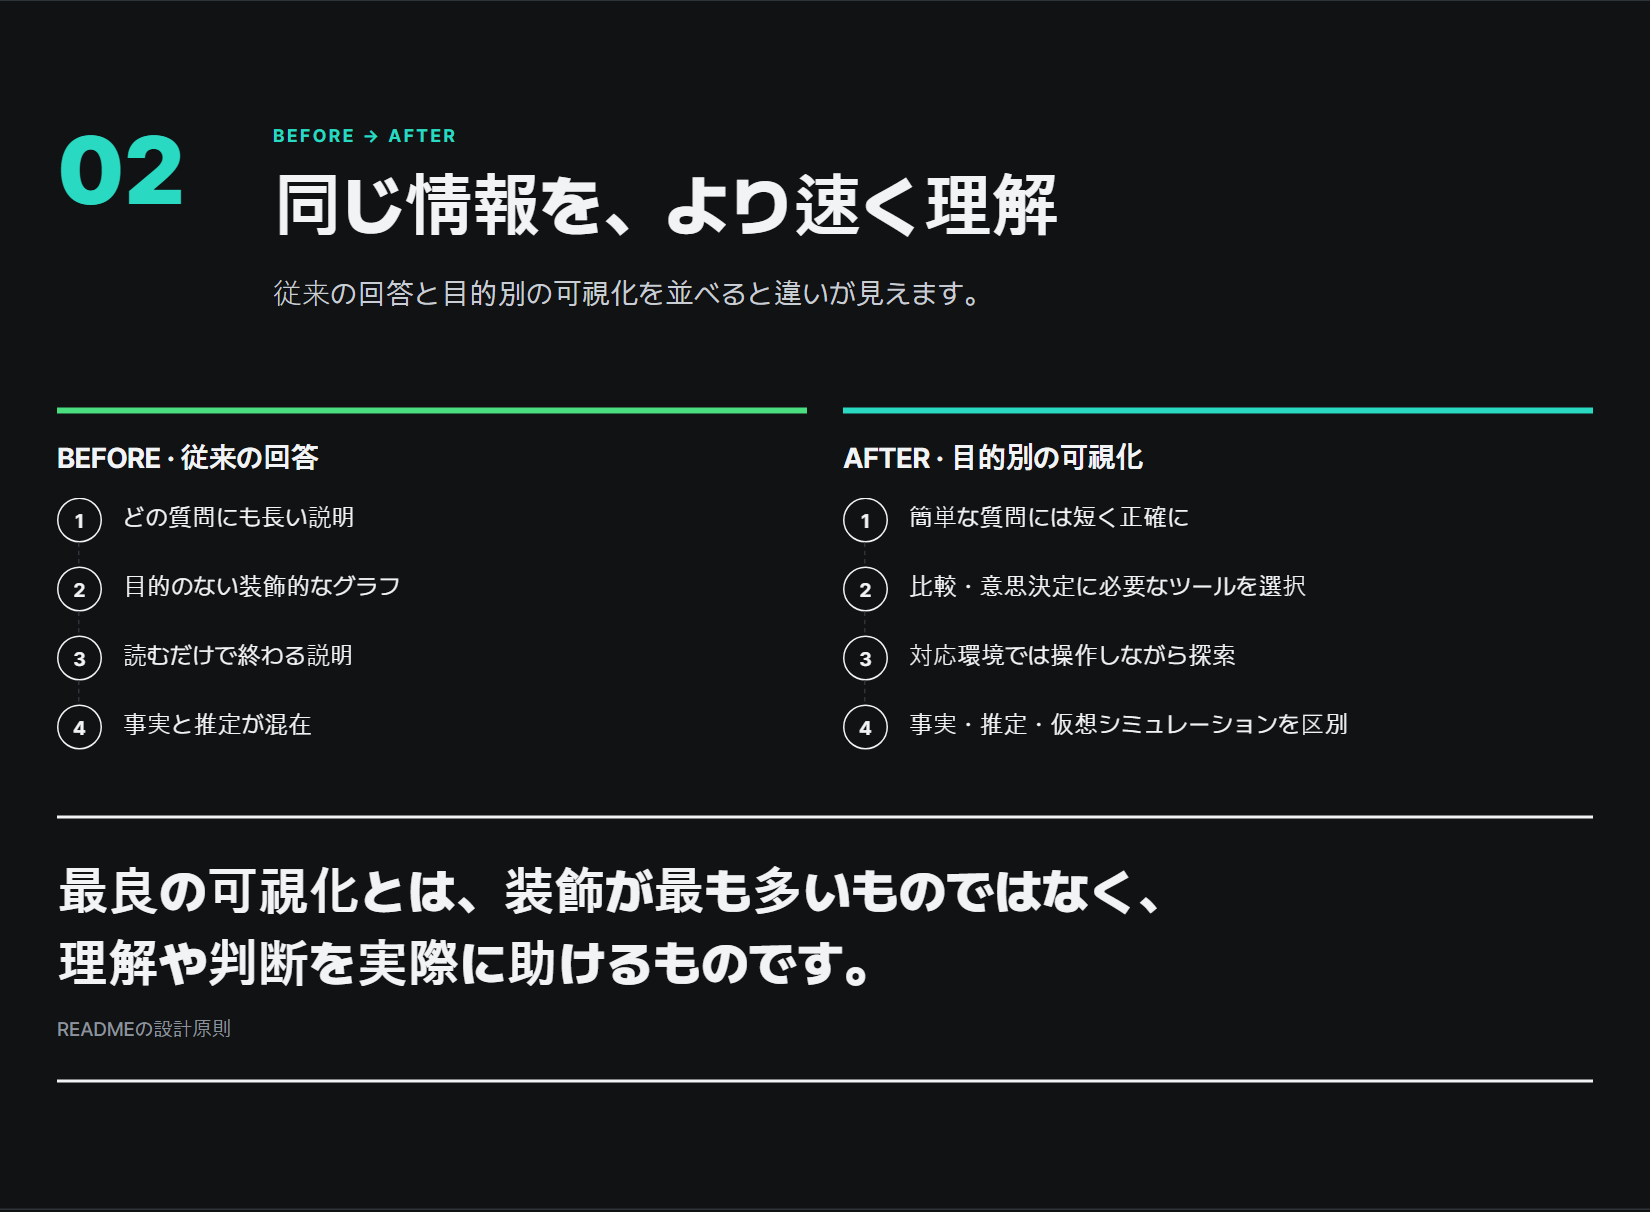 02
BEFORE → AFTER
同じ情報を、より速く理解
従来の回答と目的別の可視化を並べると違いが見えます。
BEFORE · 従来の回答
1 どの質問にも長い説明
2 目的のない装飾的なグラフ
3 読むだけで終わる説明
4 事実と推定が混在
AFTER · 目的別の可視化
1 簡単な質問には短く正確に
2 比較・意思決定に必要なツールを選択
3 対応環境では操作しながら探索
4 事実・推定・仮想シミュレーションを区別
最良の可視化とは、装飾が最も多いものではなく、
理解や判断を実際に助けるものです。
READMEの設計原則